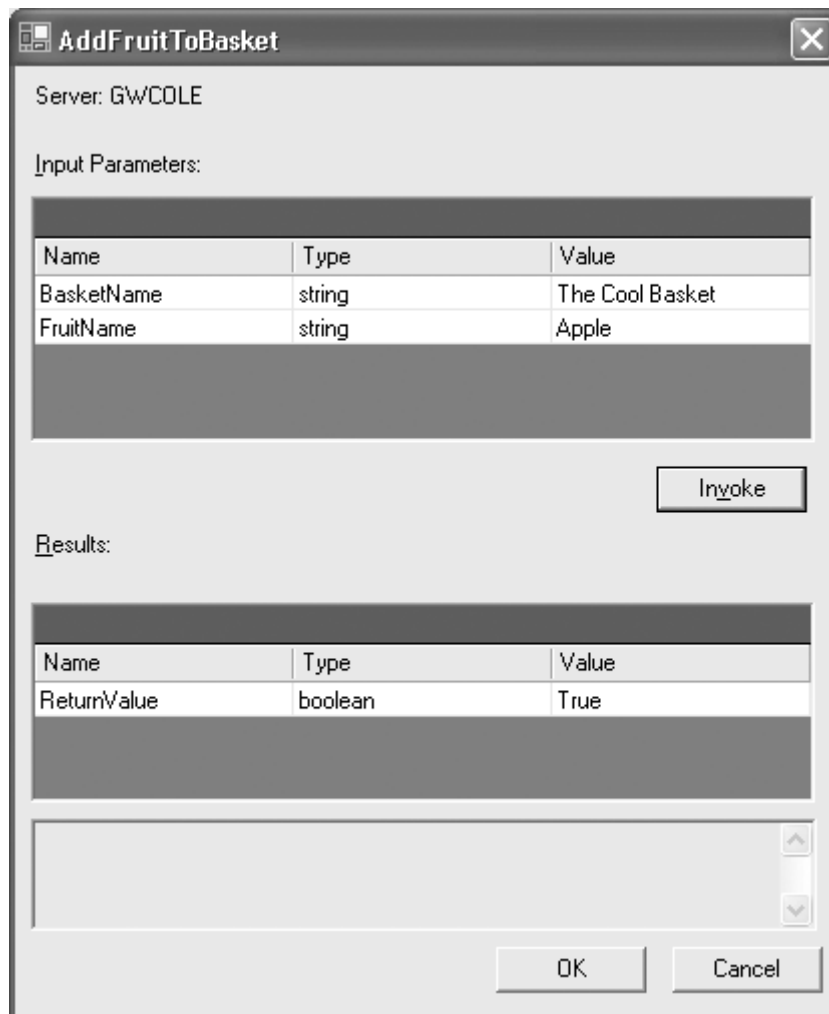 AddFruitToBasket
Server: GWCOLE
Input Parameters:
Name Type Value
BasketName string The Cool Basket
FruitName string Apple
Invoke
Results:
Name Type Value
ReturnValue boolean True
OK Cancel